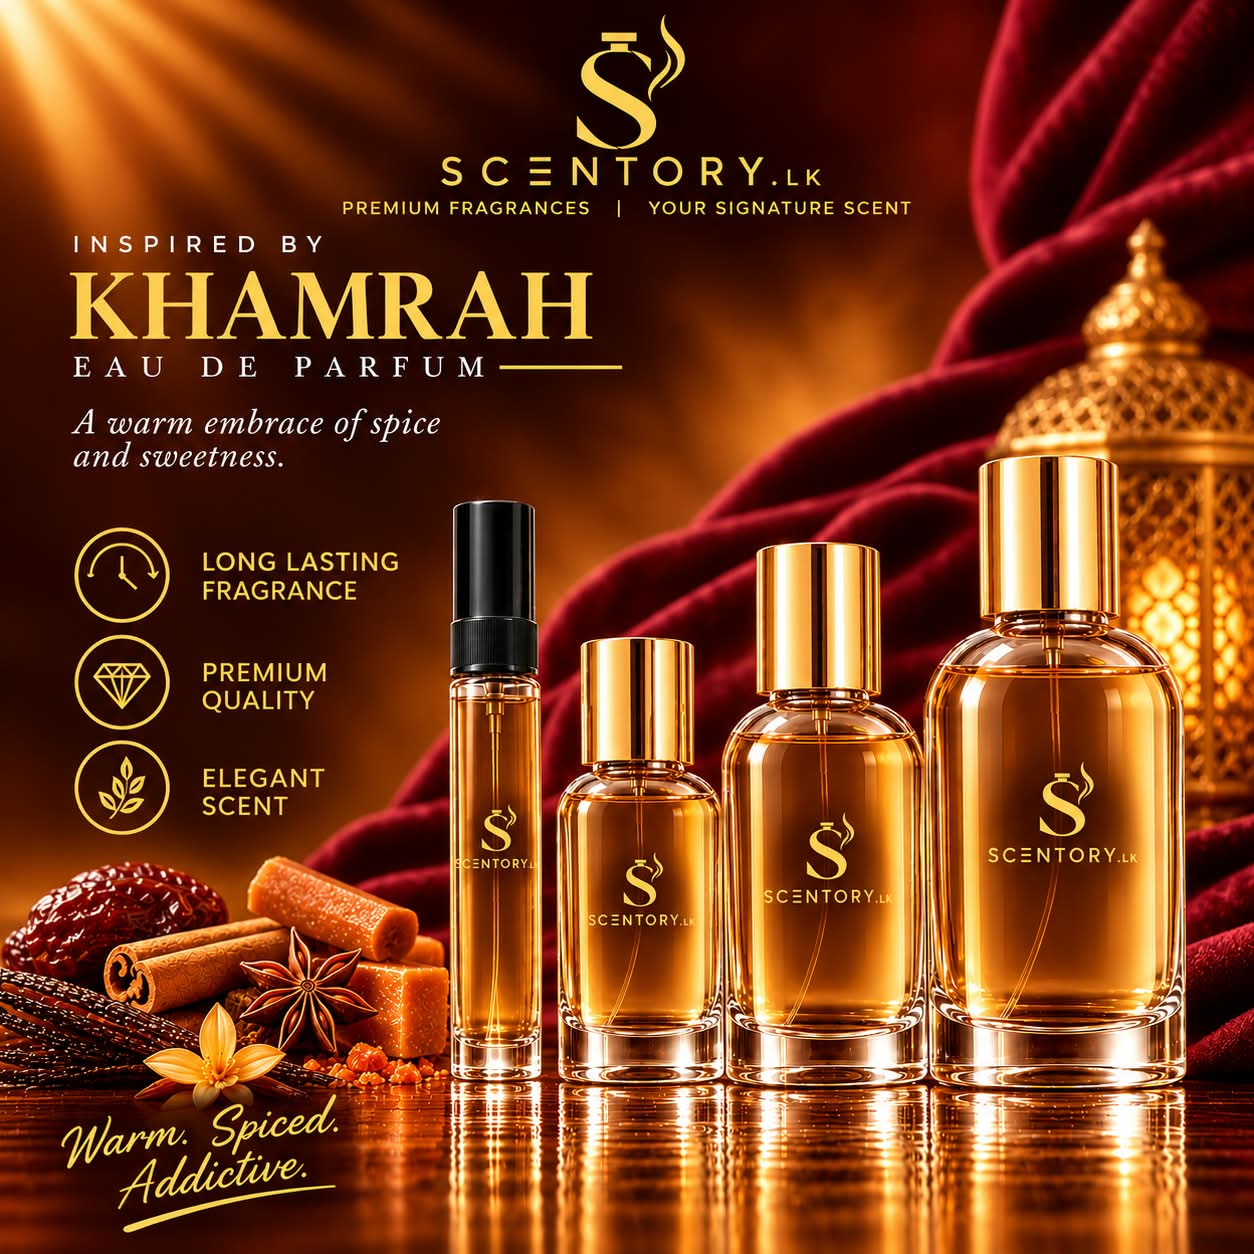 SCENTORY.LK
PREMIUM FRAGRANCES | YOUR SIGNATURE SCENT
INSPIRED BY
KHAMRAH
EAU DE PARFUM
A warm embrace of spice
and sweetness.
LONG LASTING
FRAGRANCE
PREMIUM
QUALITY
ELEGANT
SCENT
SCENTORY.LK
SCENTORY.LK
SCENTORY.LK
SCENTORY.LK
Warm. Spiced.
Addictive.